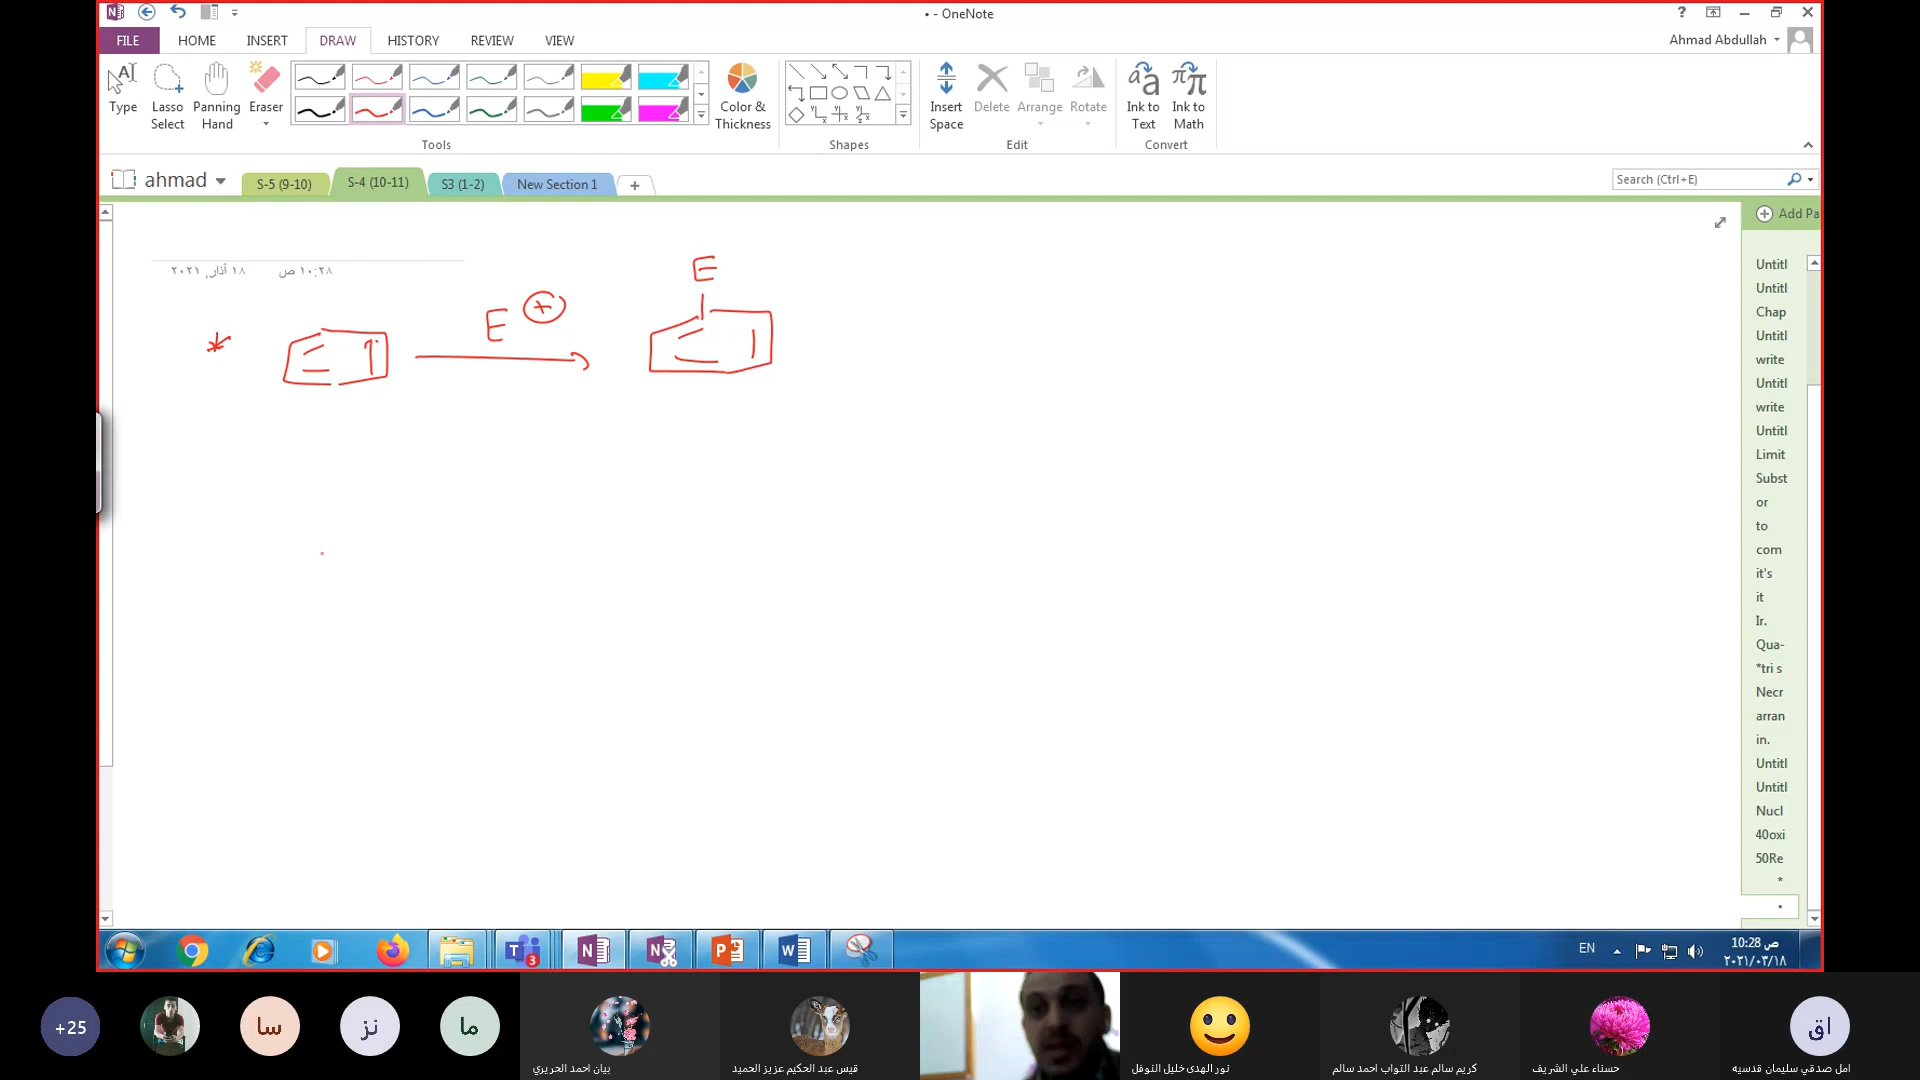 • - OneNote
FILE HOME INSERT DRAW HISTORY REVIEW VIEW
Ahmad Abdullah
Type
Lasso Select
Panning Hand
Eraser
Color & Thickness
Insert Space
Delete
Arrange
Rotate
Ink to Text
Ink to Math
Tools
Shapes
Edit
Convert
ahmad
S-5 (9-10)
S-4 (10-11)
S3 (1-2)
New Section 1
Search (Ctrl+E)
Add Pa
١٨ آذار, ٢٠٢١
١٠:٢٨ ص
E
* E +
Untitl
Untitl
Chap
Untitl
write
Untitl
write
Untitl
Limit
Subst
or
to
com
it's
it
Ir.
Qua-
*tri s
Necr
arran
in.
Untitl
Untitl
Nucl
40oxi
50Re
*
•
EN
10:28 ص
٢٠٢١/٠٣/١٨
+25
سا
نز
ما
اق
بيان احمد الحريري
قيس عبد الحكيم عزيز الحميد
نور الهدى خليل النوفل
كريم سالم عبد التواب احمد سالم
حسناء علي الشريف
امل صدقي سليمان قدسيه